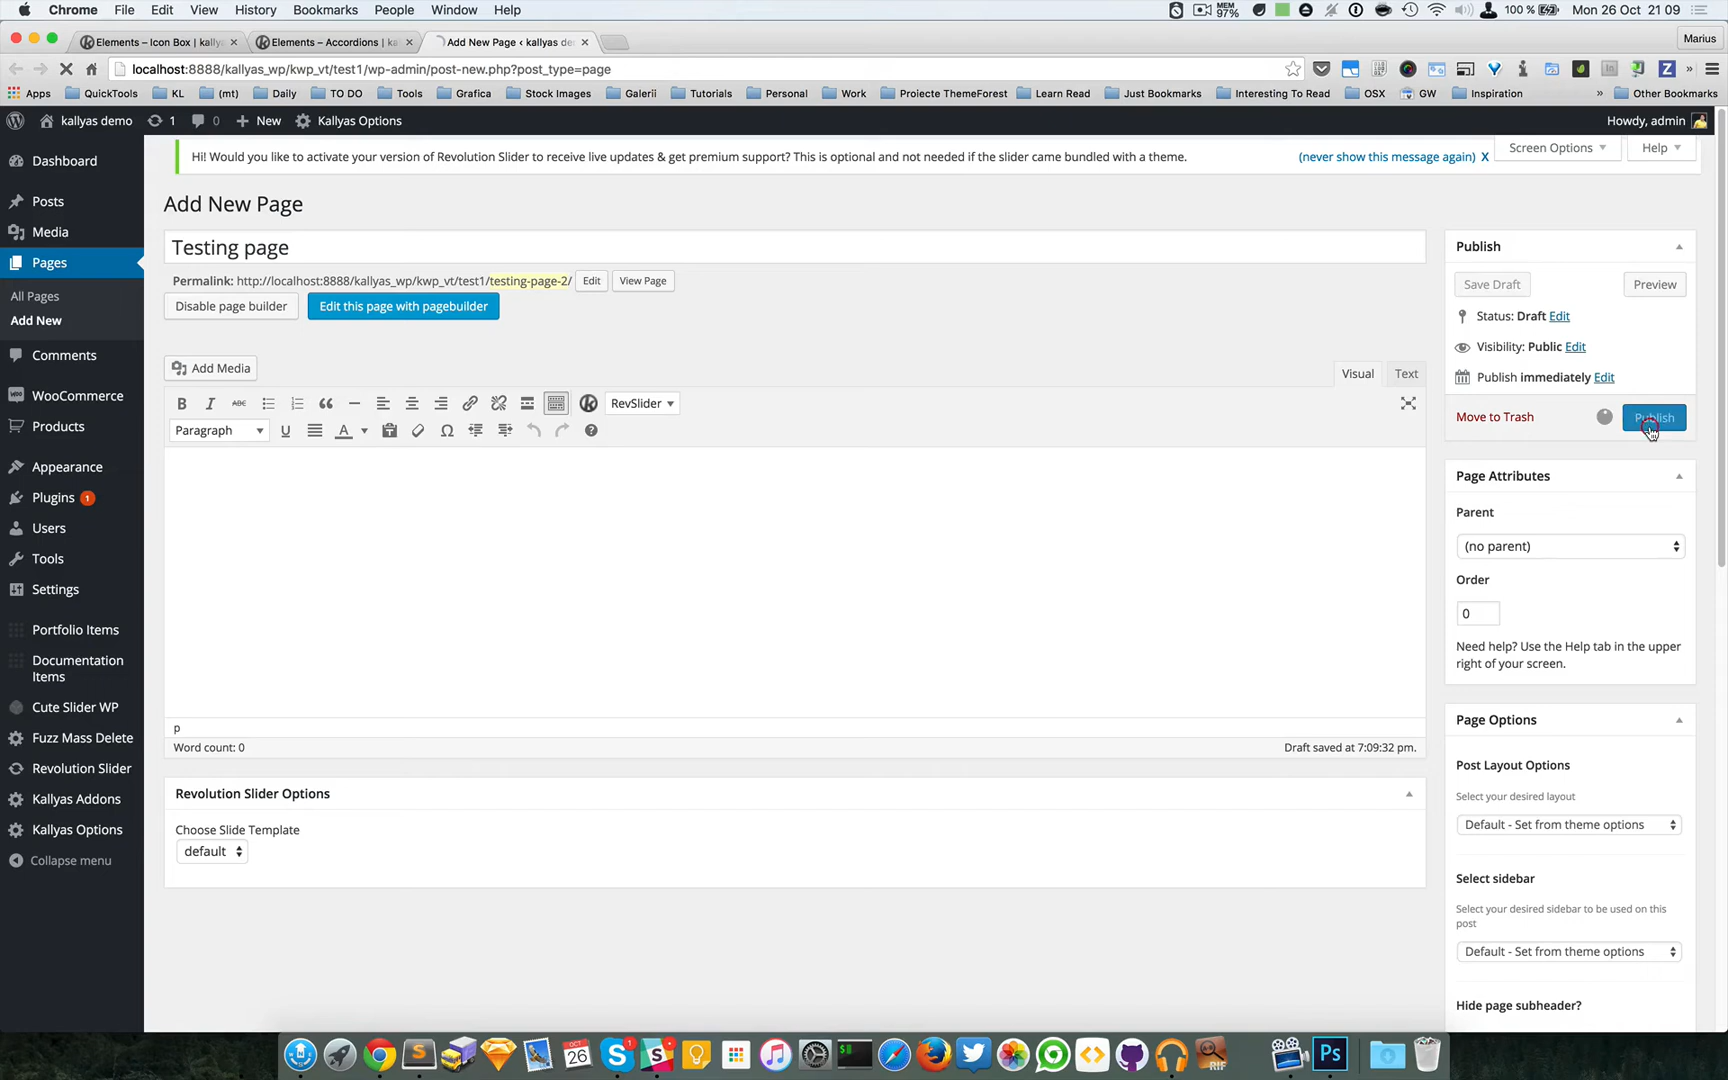 Chrome File Edit View History Bookmarks People Window Help
MEM 97% 100 % Mon 26 Oct 21 09
Elements – Icon Box | kally
Elements – Accordions | ka
Add New Page ‹ kallyas de
Marius
localhost:8888/kallyas_wp/kwp_vt/test1/wp-admin/post-new.php?post_type=page
Apps QuickTools KL (mt) Daily TO DO Tools Grafica Stock Images Galerii Tutorials Personal Work Proiecte ThemeForest Learn Read Just Bookmarks Interesting To Read OSX GW Inspiration » Other Bookmarks
kallyas demo 1 0 + New Kallyas Options
Howdy, admin
Dashboard
Posts
Media
Pages
All Pages
Add New
Comments
WooCommerce
Products
Appearance
Plugins 1
Users
Tools
Settings
Portfolio Items
Documentation
Items
Cute Slider WP
Fuzz Mass Delete
Revolution Slider
Kallyas Addons
Kallyas Options
Collapse menu
Hi! Would you like to activate your version of Revolution Slider to receive live updates & get premium support? This is optional and not needed if the slider came bundled with a theme.
(never show this message again) X
Screen Options
Help
Add New Page
Testing page
Permalink: http://localhost:8888/kallyas_wp/kwp_vt/test1/testing-page-2/ Edit View Page
Disable page builder
Edit this page with pagebuilder
Add Media
Visual Text
B I ABC RevSlider
Paragraph U A Ω ?
p
Word count: 0
Draft saved at 7:09:32 pm.
Revolution Slider Options
Choose Slide Template
default
Publish
Save Draft
Preview
Status: Draft Edit
Visibility: Public Edit
Publish immediately Edit
Move to Trash
Publish
Page Attributes
Parent
(no parent)
Order
0
Need help? Use the Help tab in the upper
right of your screen.
Page Options
Post Layout Options
Select your desired layout
Default - Set from theme options
Select sidebar
Select your desired sidebar to be used on this
post
Default - Set from theme options
Hide page subheader?
OCT
26
1
RIF
Ps